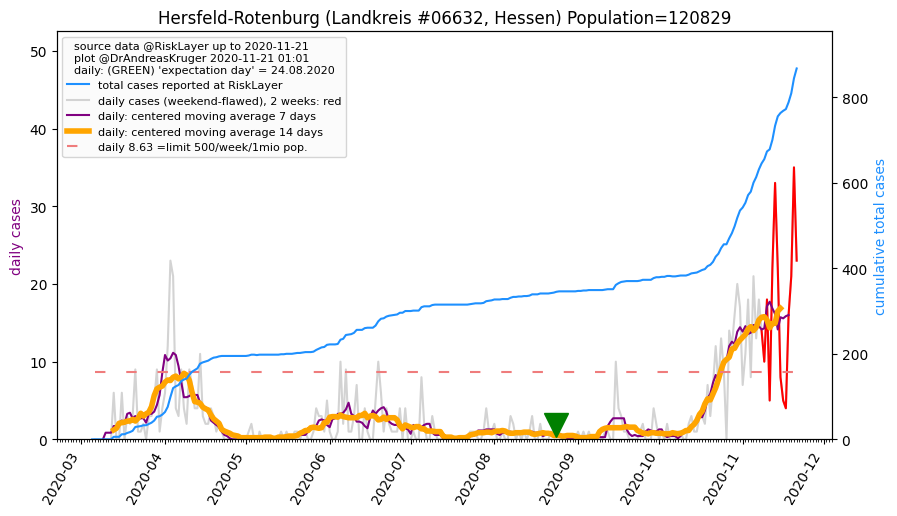 Hersfeld-Rotenburg (Landkreis #06632, Hessen) Population=120829
source data @RiskLayer up to 2020-11-21
plot @DrAndreasKruger 2020-11-21 01:01
daily: (GREEN) 'expectation day' = 24.08.2020
total cases reported at RiskLayer
daily cases (weekend-flawed), 2 weeks: red
daily: centered moving average 7 days
daily: centered moving average 14 days
daily 8.63 =limit 500/week/1mio pop.
daily cases
50
40
30
20
10
0
cumulative total cases
800
600
400
200
0
2020-03
2020-04
2020-05
2020-06
2020-07
2020-08
2020-09
2020-10
2020-11
2020-12